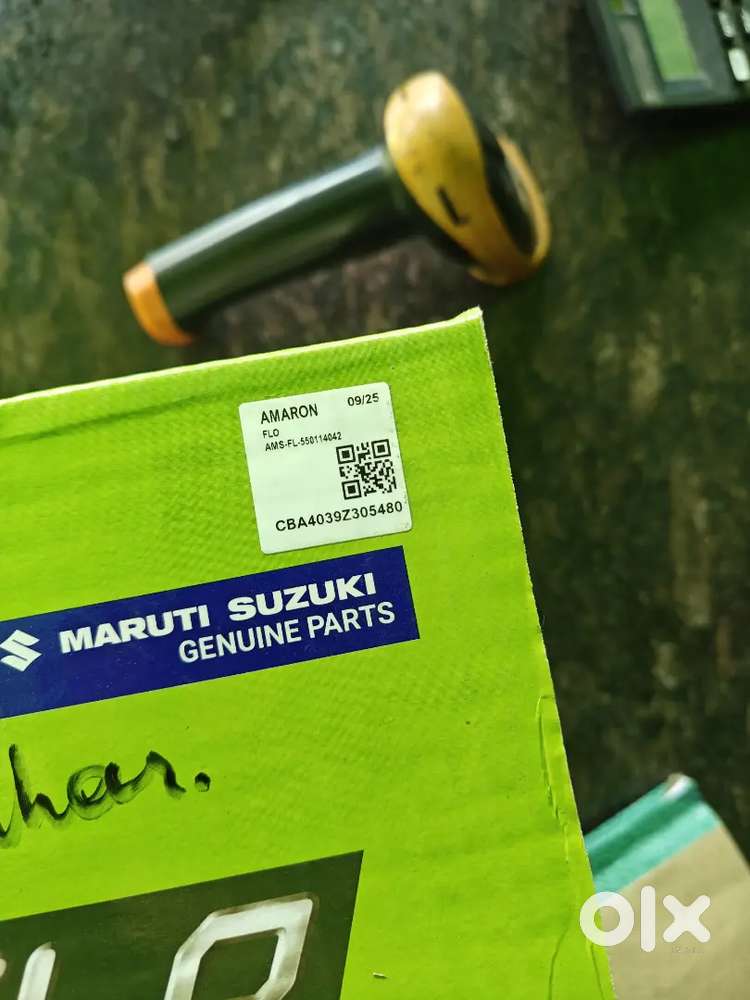 AMARON 09/25
FLO
AMS-FL-550114042
CBA4039Z305480
MARUTI SUZUKI
GENUINE PARTS
olx